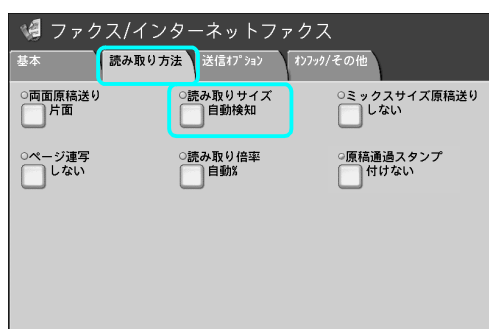 ファクス/インターネットファクス
基本 読み取り方法 送信ｵﾌﾟｼｮﾝ ｵﾝﾌｯｸ/その他
○両面原稿送り ○読み取りサイズ ○ミックスサイズ原稿送り
片面 自動検知 しない
○ページ連写 ○読み取り倍率 ○原稿通過スタンプ
しない 自動% 付けない